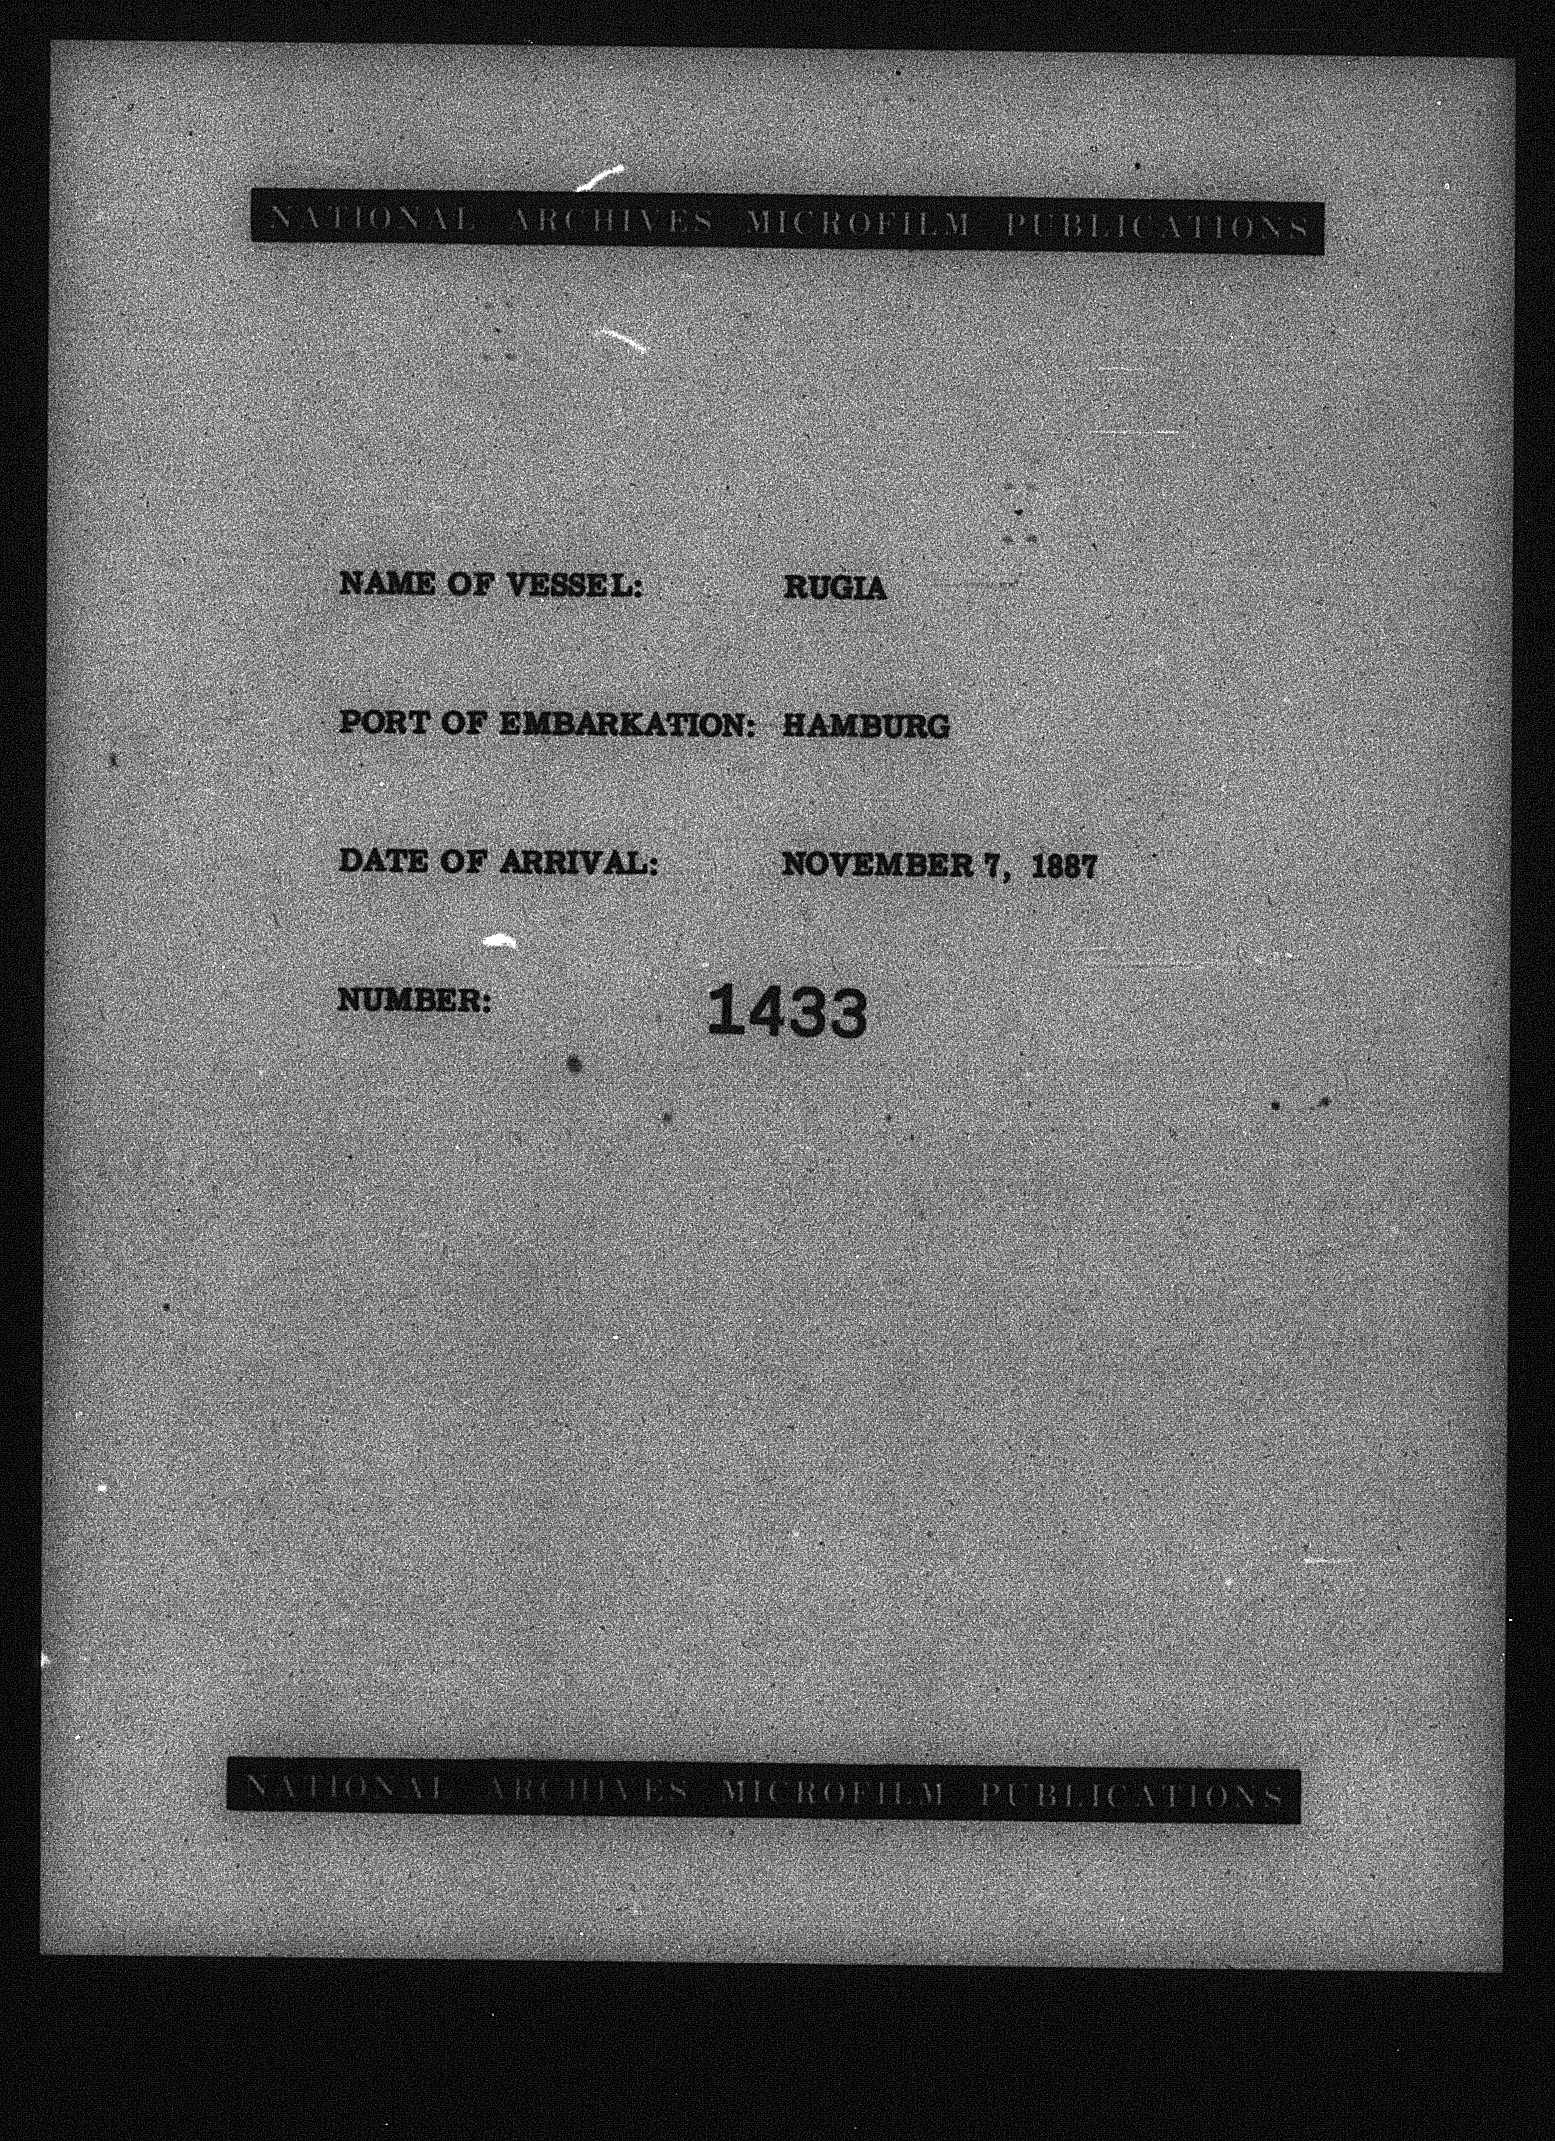 NATIONAL ARCHIVES MICROFILM PUBLICATIONS
NAME OF VESSEL: RUGIA
PORT OF EMBARKATION: HAMBURG
DATE OF ARRIVAL: NOVEMBER 7, 1887
NUMBER: 1433
NATIONAL ARCHIVES MICROFILM PUBLICATIONS